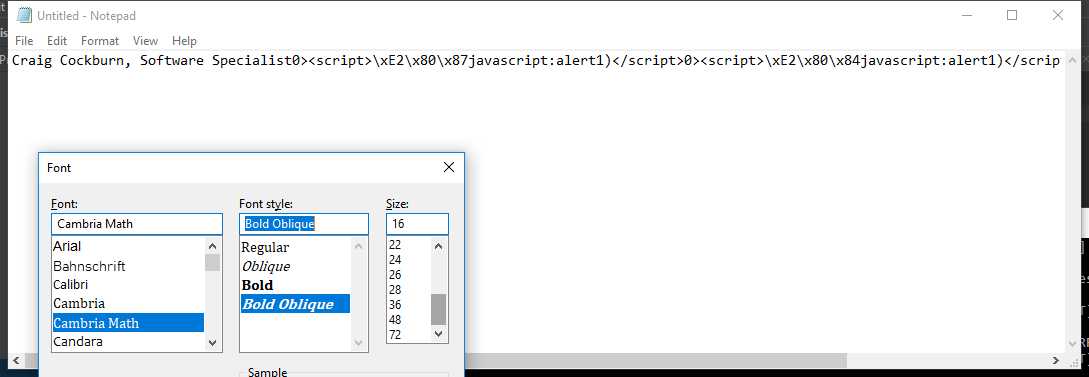 Untitled - Notepad
File Edit Format View Help
Craig Cockburn, Software Specialist0><script>\xE2\x80\x87javascript:alert1)</script>0><script>\xE2\x80\x84javascript:alert1)</script
Font
Font: Font style: Size:
Cambria Math Bold Oblique 16
Arial Regular 22
Bahnschrift Oblique 24
Calibri Bold 26
Cambria Bold Oblique 28
Cambria Math 36
Candara 48
72
Sample